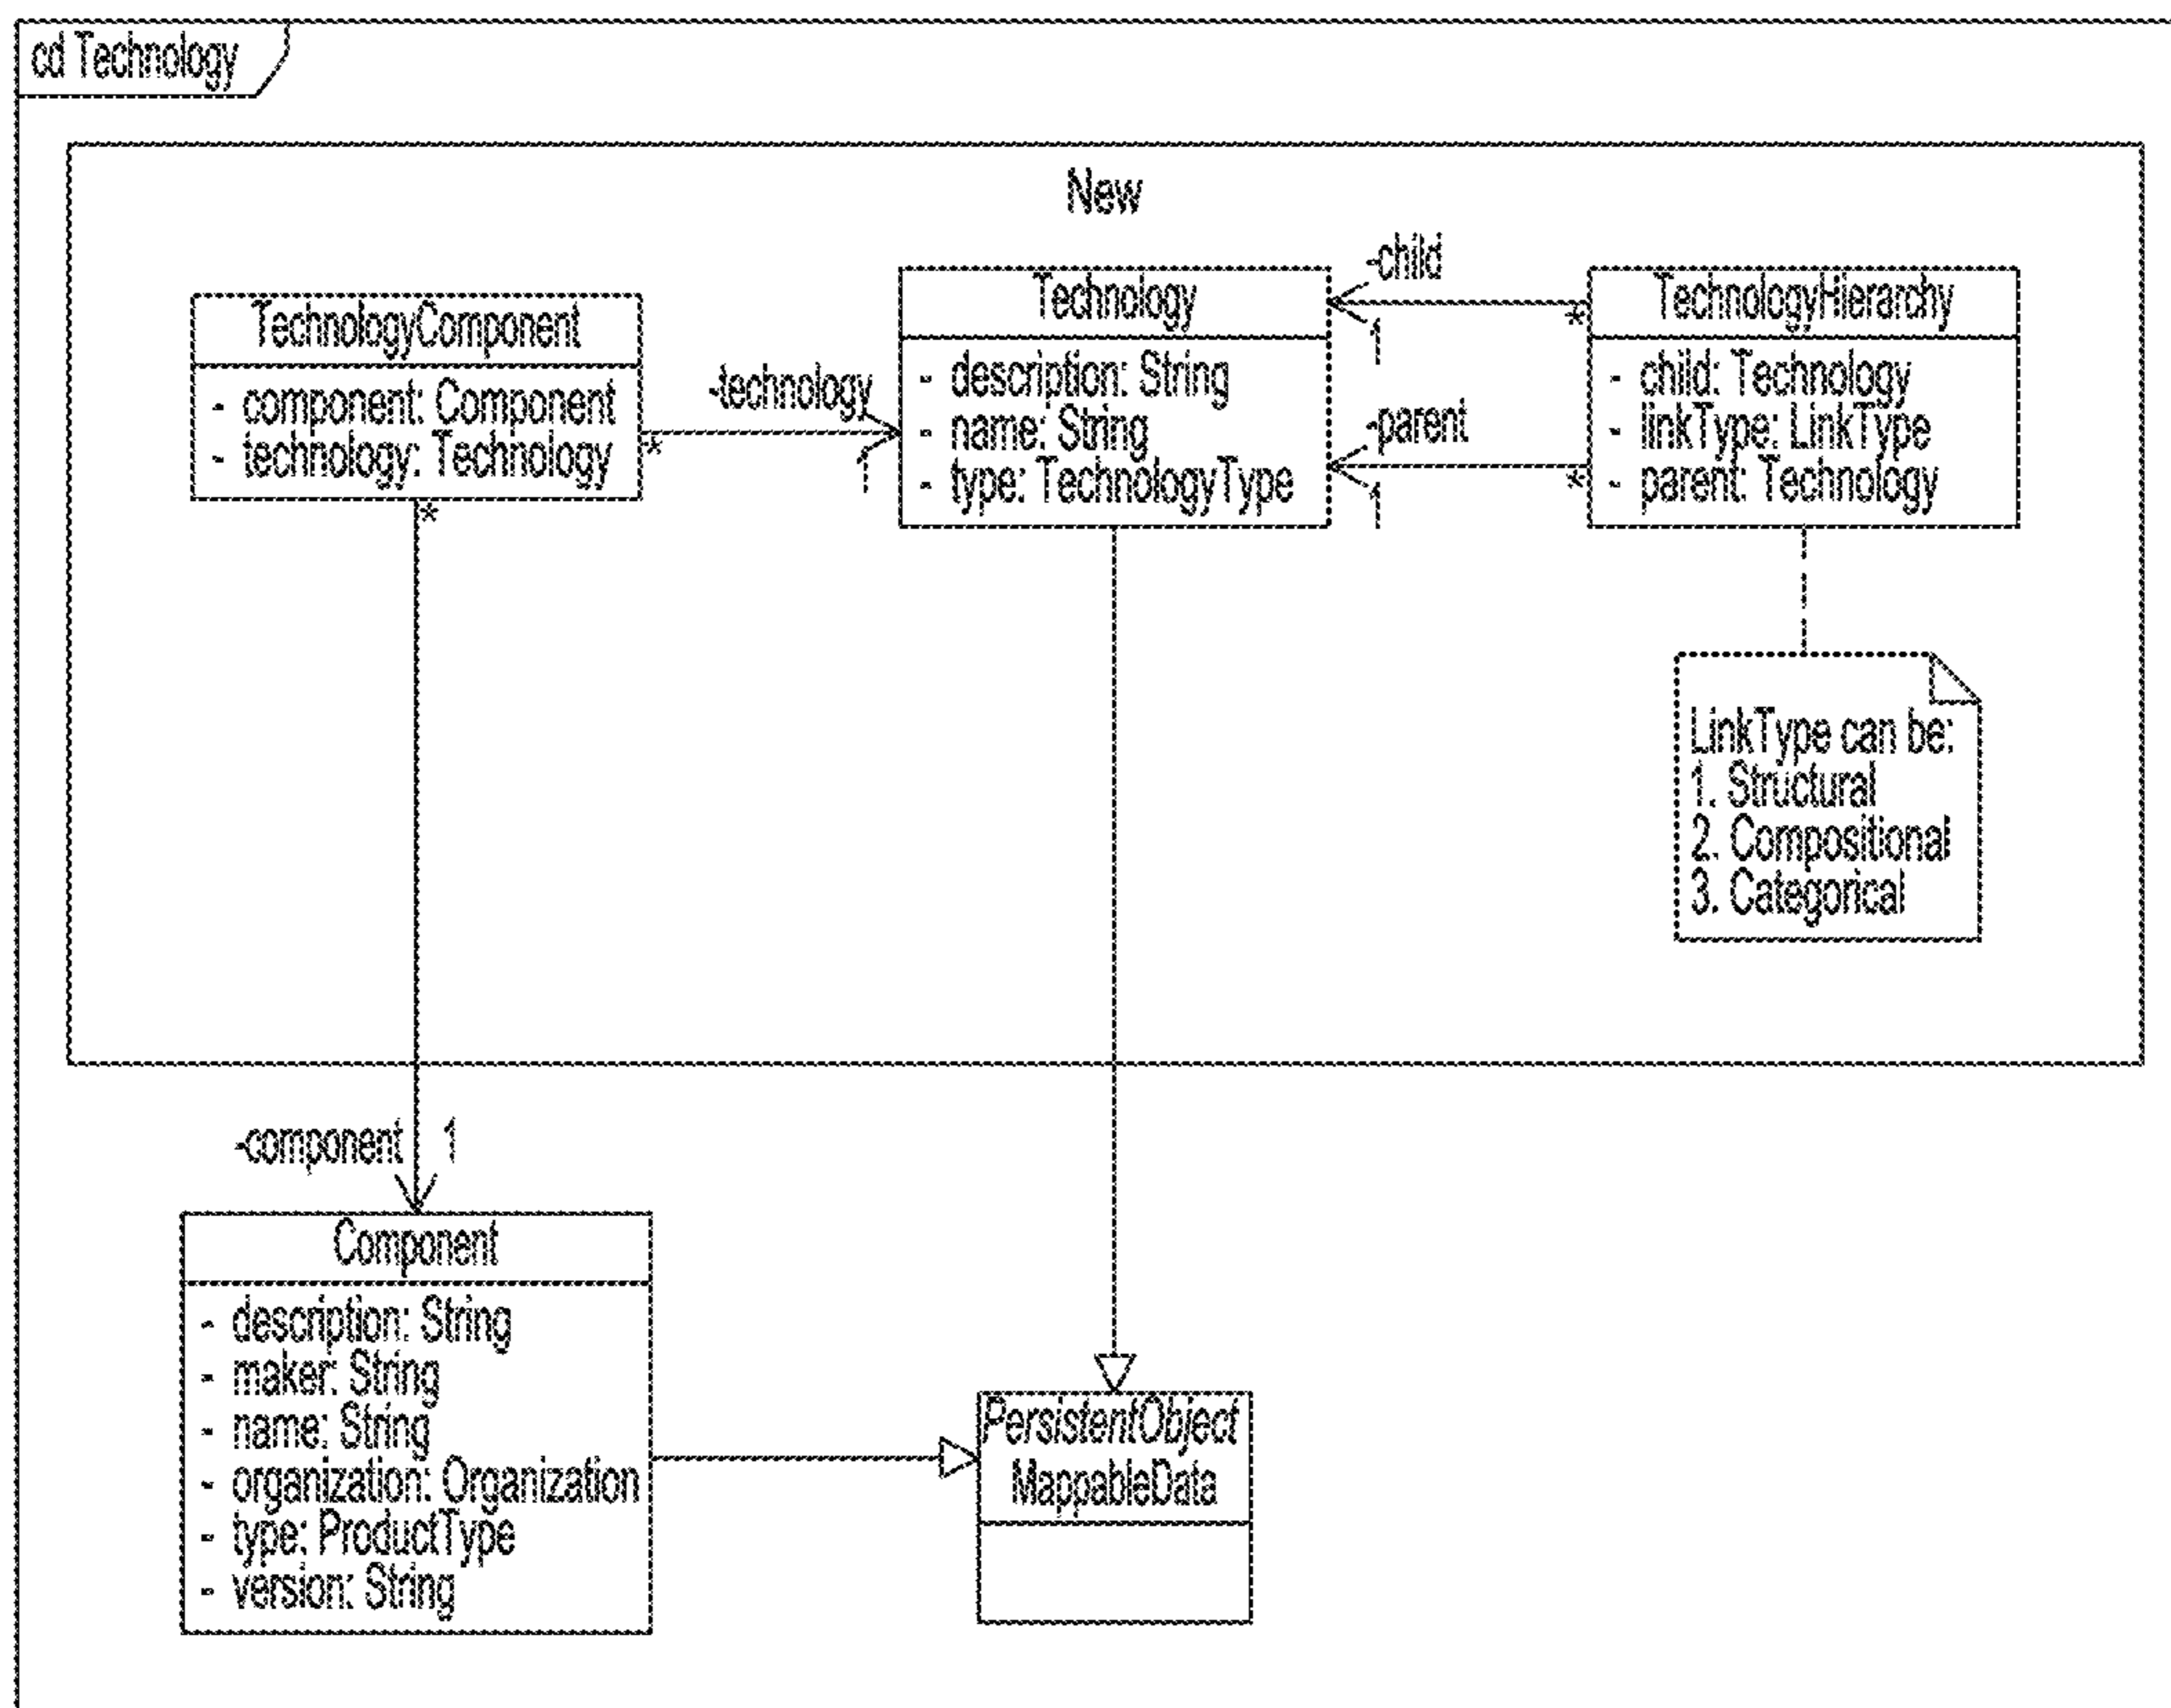 cd Technology
New
TechnologyComponent
- component: Component
- technology: Technology
*
-technology
1
Technology
- description: String
- name: String
- type: TechnologyType
-child
1
*
-parent
1
*
TechnologyHierarchy
- child: Technology
- linkType: LinkType
- parent: Technology
*
LinkType can be:
1. Structural
2. Compositional
3. Categorical
-component
1
Component
- description: String
- maker: String
- name: String
- organization: Organization
- type: ProductType
- version: String
PersistentObject
MappableData